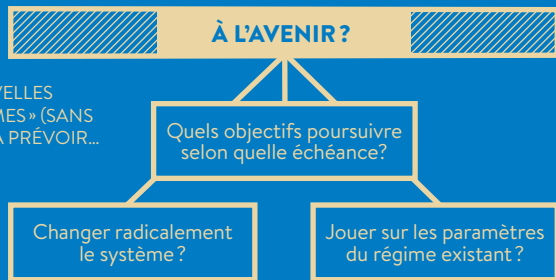 À L'AVENIR ?
MES » (SANS
PRÉVOIR...
Quels objectifs poursuivre
selon quelle échéance?
Changer radicalement
le système ?
Jouer sur les paramètres
du régime existant ?